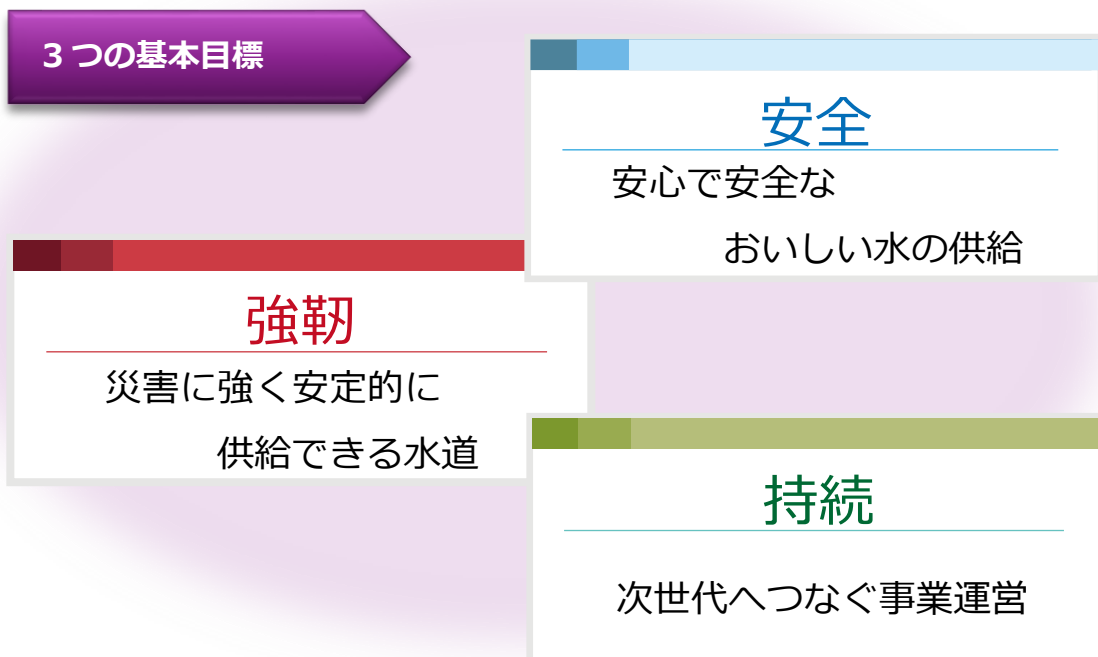 ３つの基本目標
安全
安心で安全な
おいしい水の供給
強靭
災害に強く安定的に
供給できる水道
持続
次世代へつなぐ事業運営